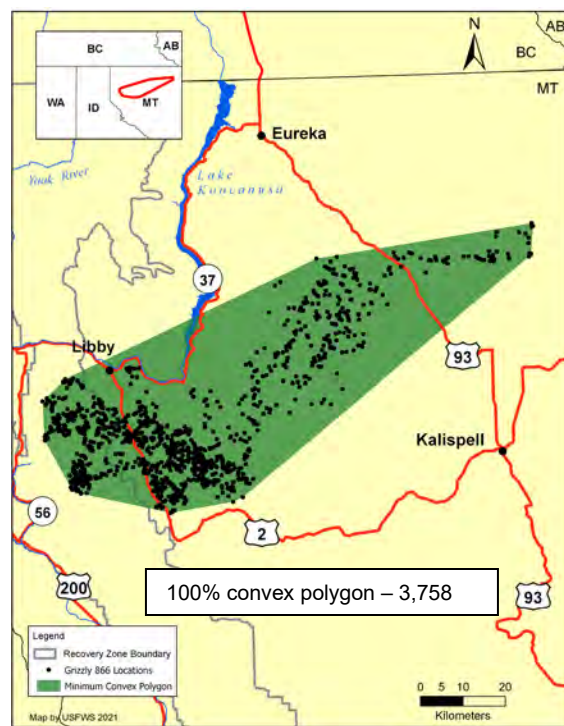 BC
AB
WA
ID
MT
N
AB
BC
MT
Eureka
Yaak River
Lake
Koocanusa
37
Libby
93
Kalispell
56
2
200
100% convex polygon – 3,758
93
Legend
Recovery Zone Boundary
Grizzly 866 Locations
Minimum Convex Polygon
Map by USFWS 2021
0 5 10 20
Kilometers